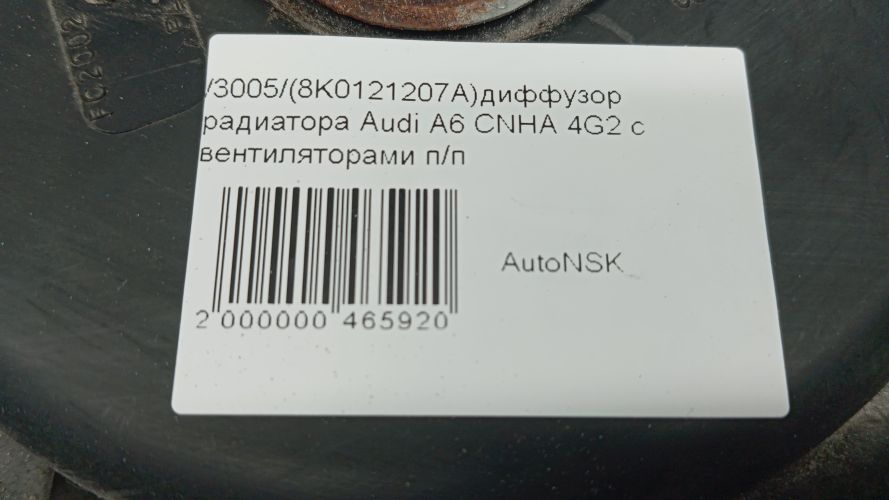 /3005/(8K0121207A)диффузор
радиатора Audi A6 CNHA 4G2 с
вентиляторами п/п
AutoNSK
2 000000 465920